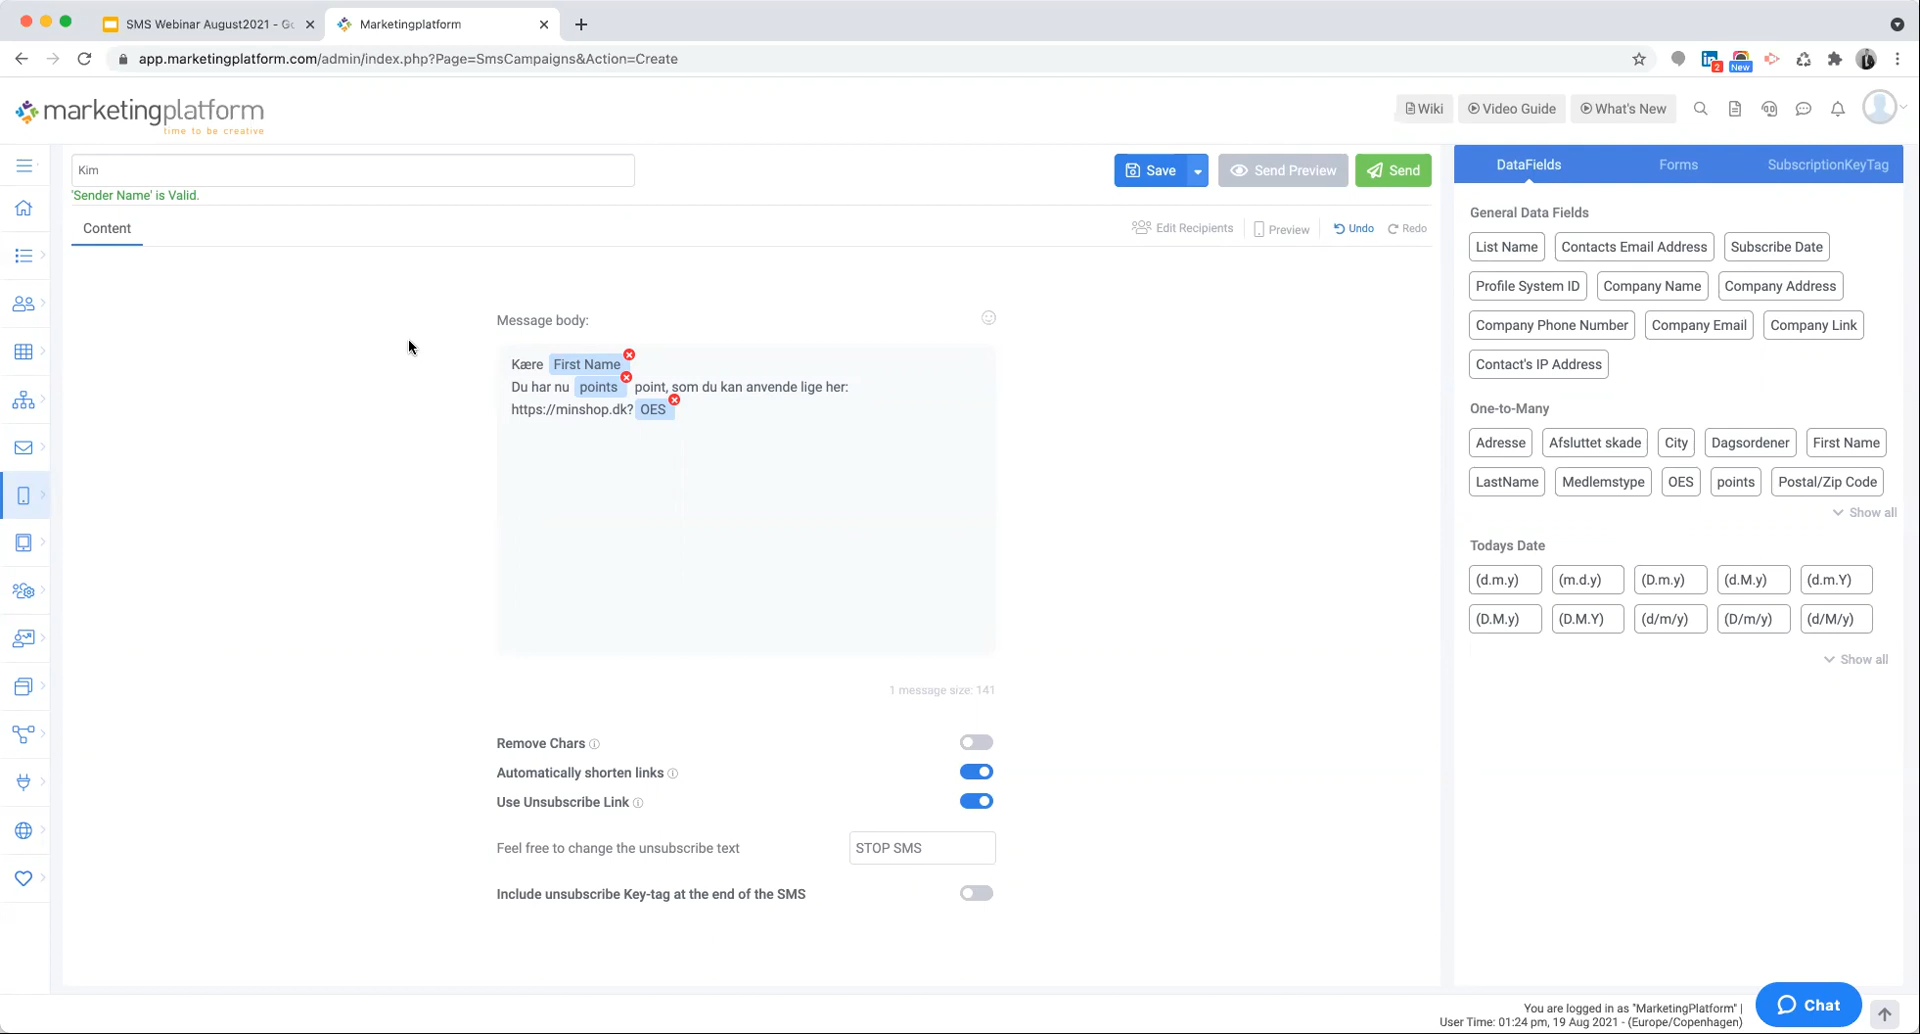 SMS Webinar August2021 - Go
Marketingplatform
app.marketingplatform.com/admin/index.php?Page=SmsCampaigns&Action=Create
2
New
marketingplatform
time to be creative
Wiki
Video Guide
What's New
Kim
'Sender Name' is Valid.
Save
Send Preview
Send
Content
Edit Recipients
Preview
Undo
Redo
Message body:
Kære First Name
Du har nu points point, som du kan anvende lige her:
https://minshop.dk? OES
1 message size: 141
Remove Chars
Automatically shorten links
Use Unsubscribe Link
Feel free to change the unsubscribe text
STOP SMS
Include unsubscribe Key-tag at the end of the SMS
DataFields Forms SubscriptionKeyTag
General Data Fields
List Name Contacts Email Address Subscribe Date
Profile System ID Company Name Company Address
Company Phone Number Company Email Company Link
Contact's IP Address
One-to-Many
Adresse Afsluttet skade City Dagsordener First Name
LastName Medlemstype OES points Postal/Zip Code
Show all
Todays Date
(d.m.y) (m.d.y) (D.m.y) (d.M.y) (d.m.Y)
(D.M.y) (D.M.Y) (d/m/y) (D/m/y) (d/M/y)
Show all
You are logged in as "MarketingPlatform" |
User Time: 01:24 pm, 19 Aug 2021 - (Europe/Copenhagen)
Chat